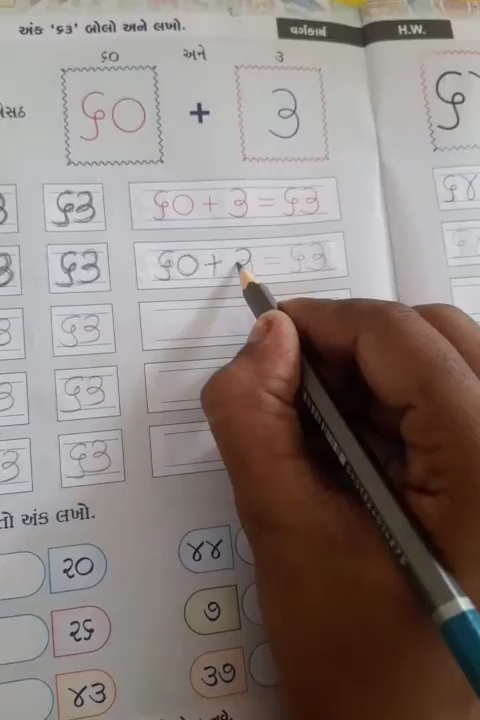 અંક '૬૩' બોલો અને લખો.
વર્ગકાર્ય H.W.
૬૦ અને ૩
૬૦ + ૩
૬૩ ૬૦ + ૩ = ૬૩ ૬૪
૬૩ ૬૦ + ૩ = ૬૩
૬૩
૬૩
૬૩
અંક લખો.
૨૦ ૪૪
૨૬ ૭
૪૩ ૩૭